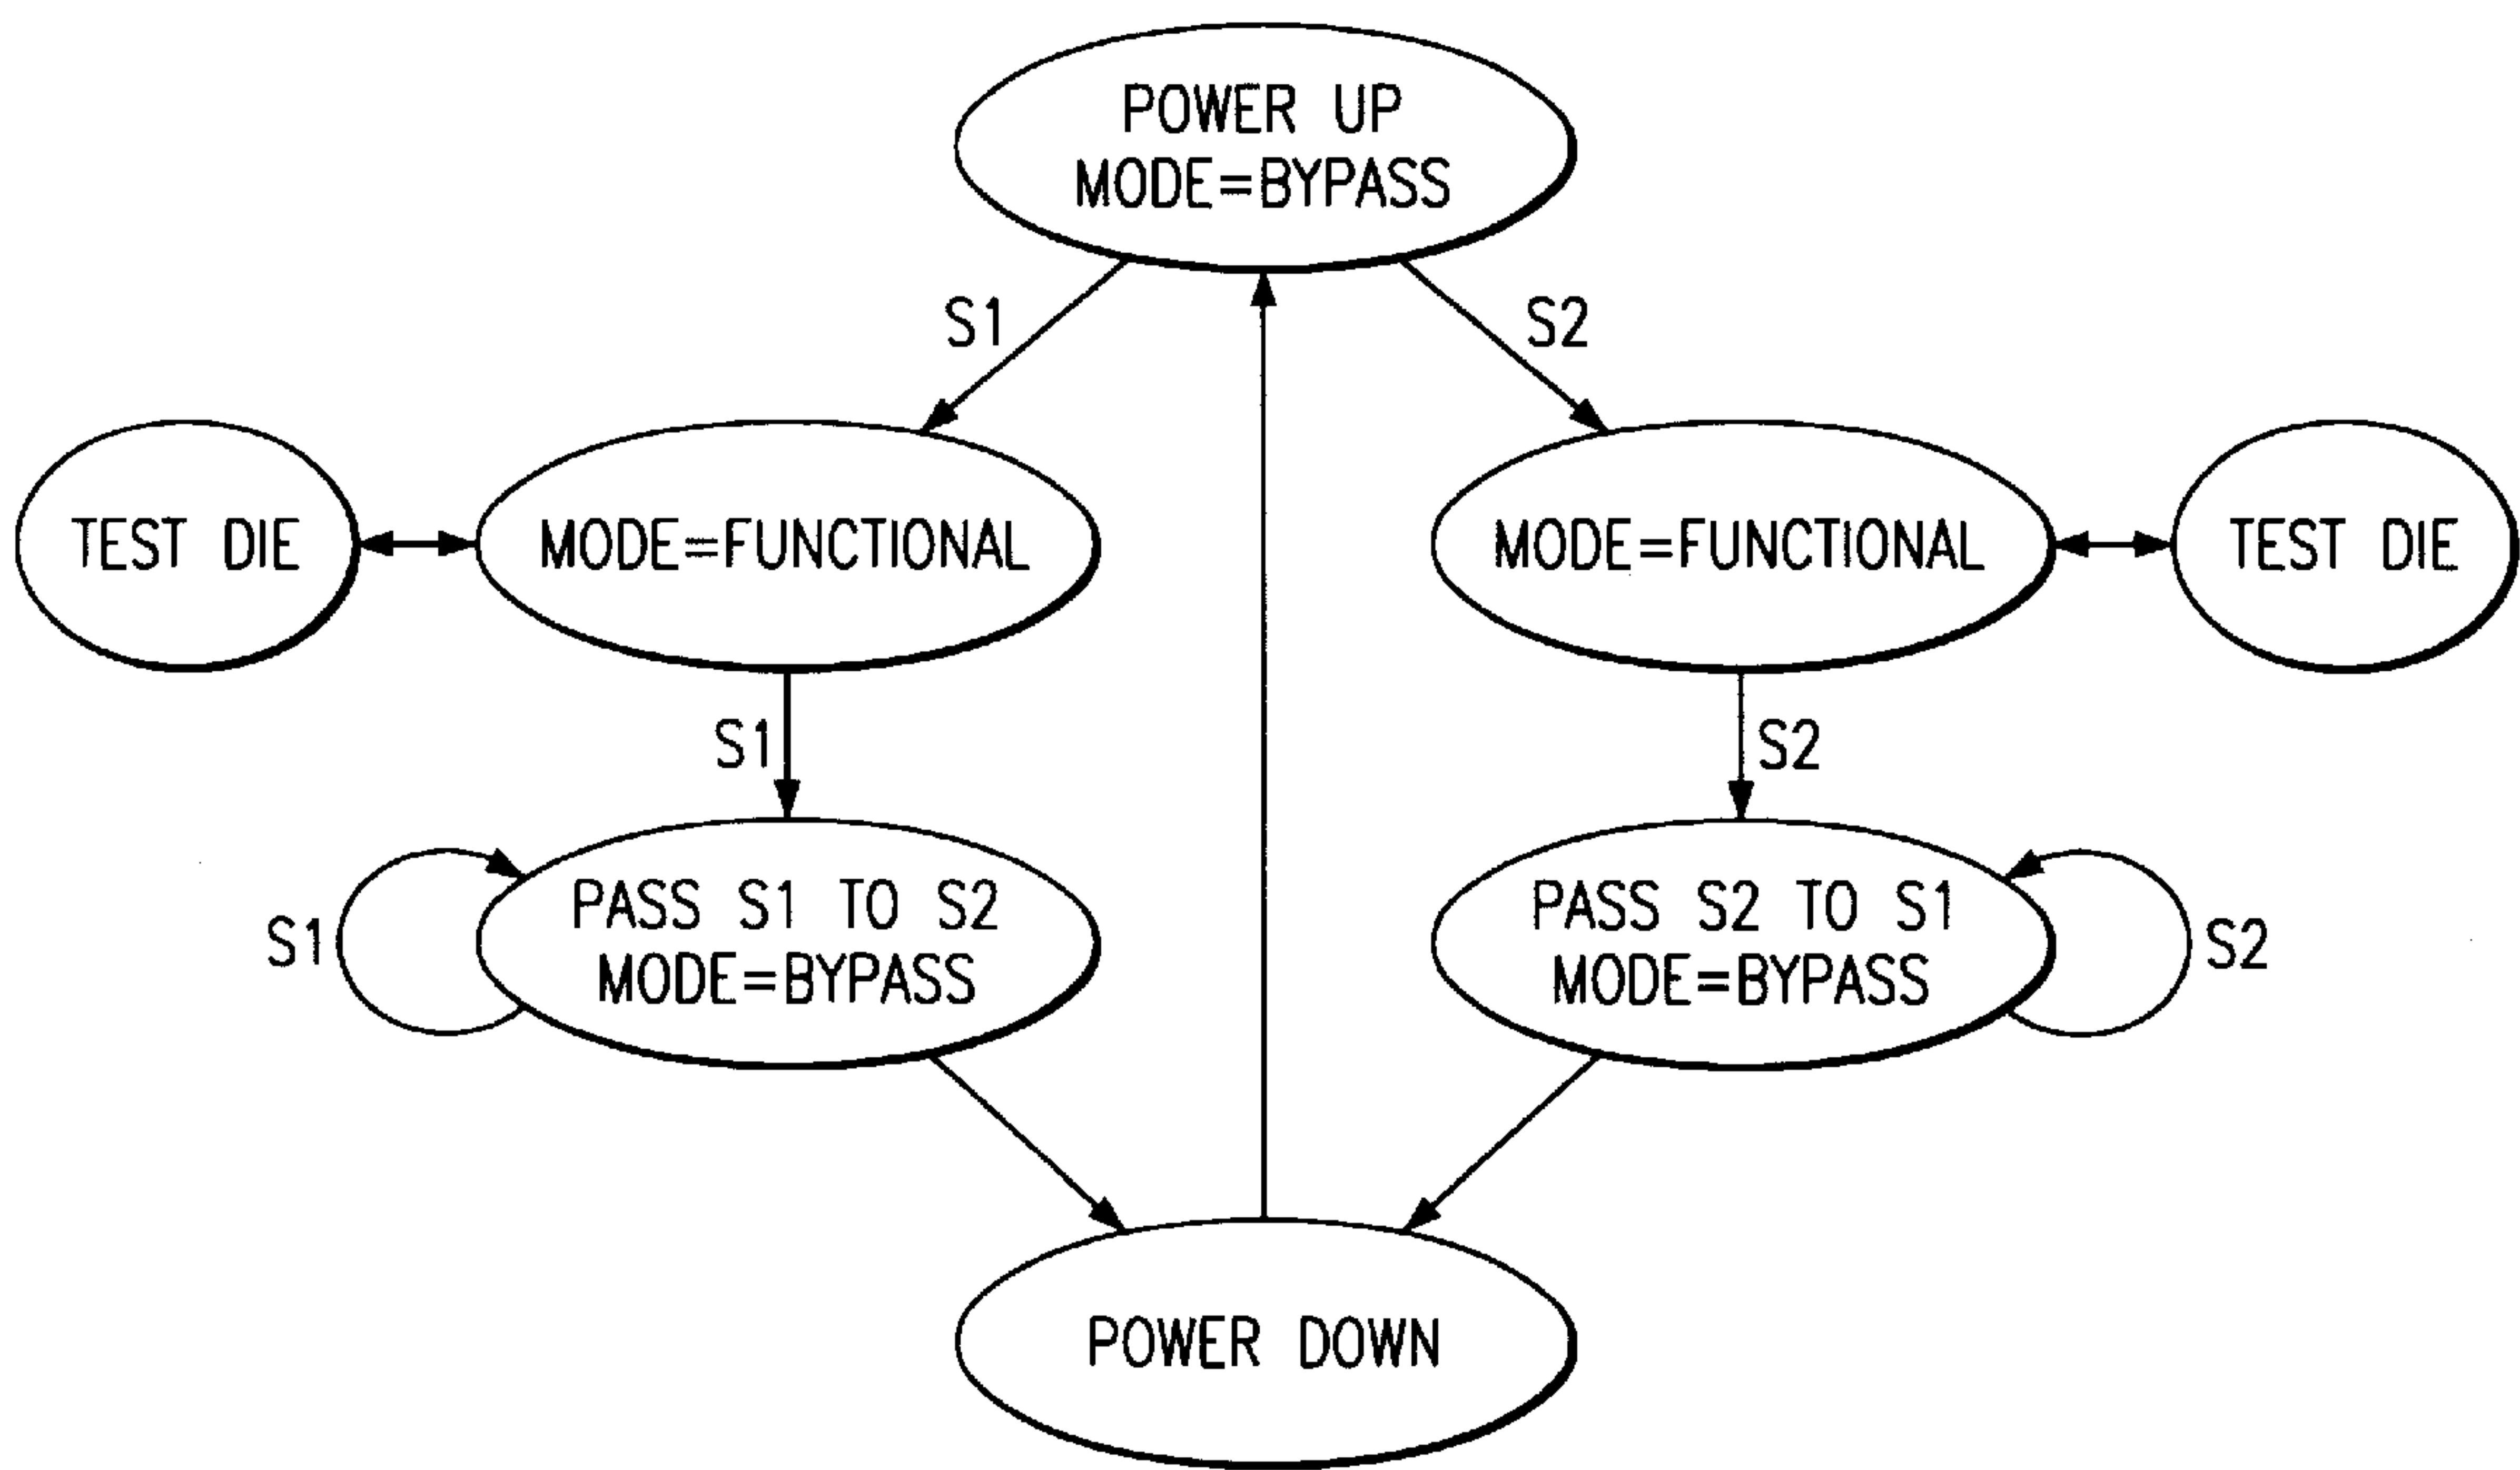 POWER UP
MODE=BYPASS
S1
S2
TEST DIE
MODE=FUNCTIONAL
MODE=FUNCTIONAL
TEST DIE
S1
S2
S1
PASS S1 TO S2
MODE=BYPASS
PASS S2 TO S1
MODE=BYPASS
S2
POWER DOWN